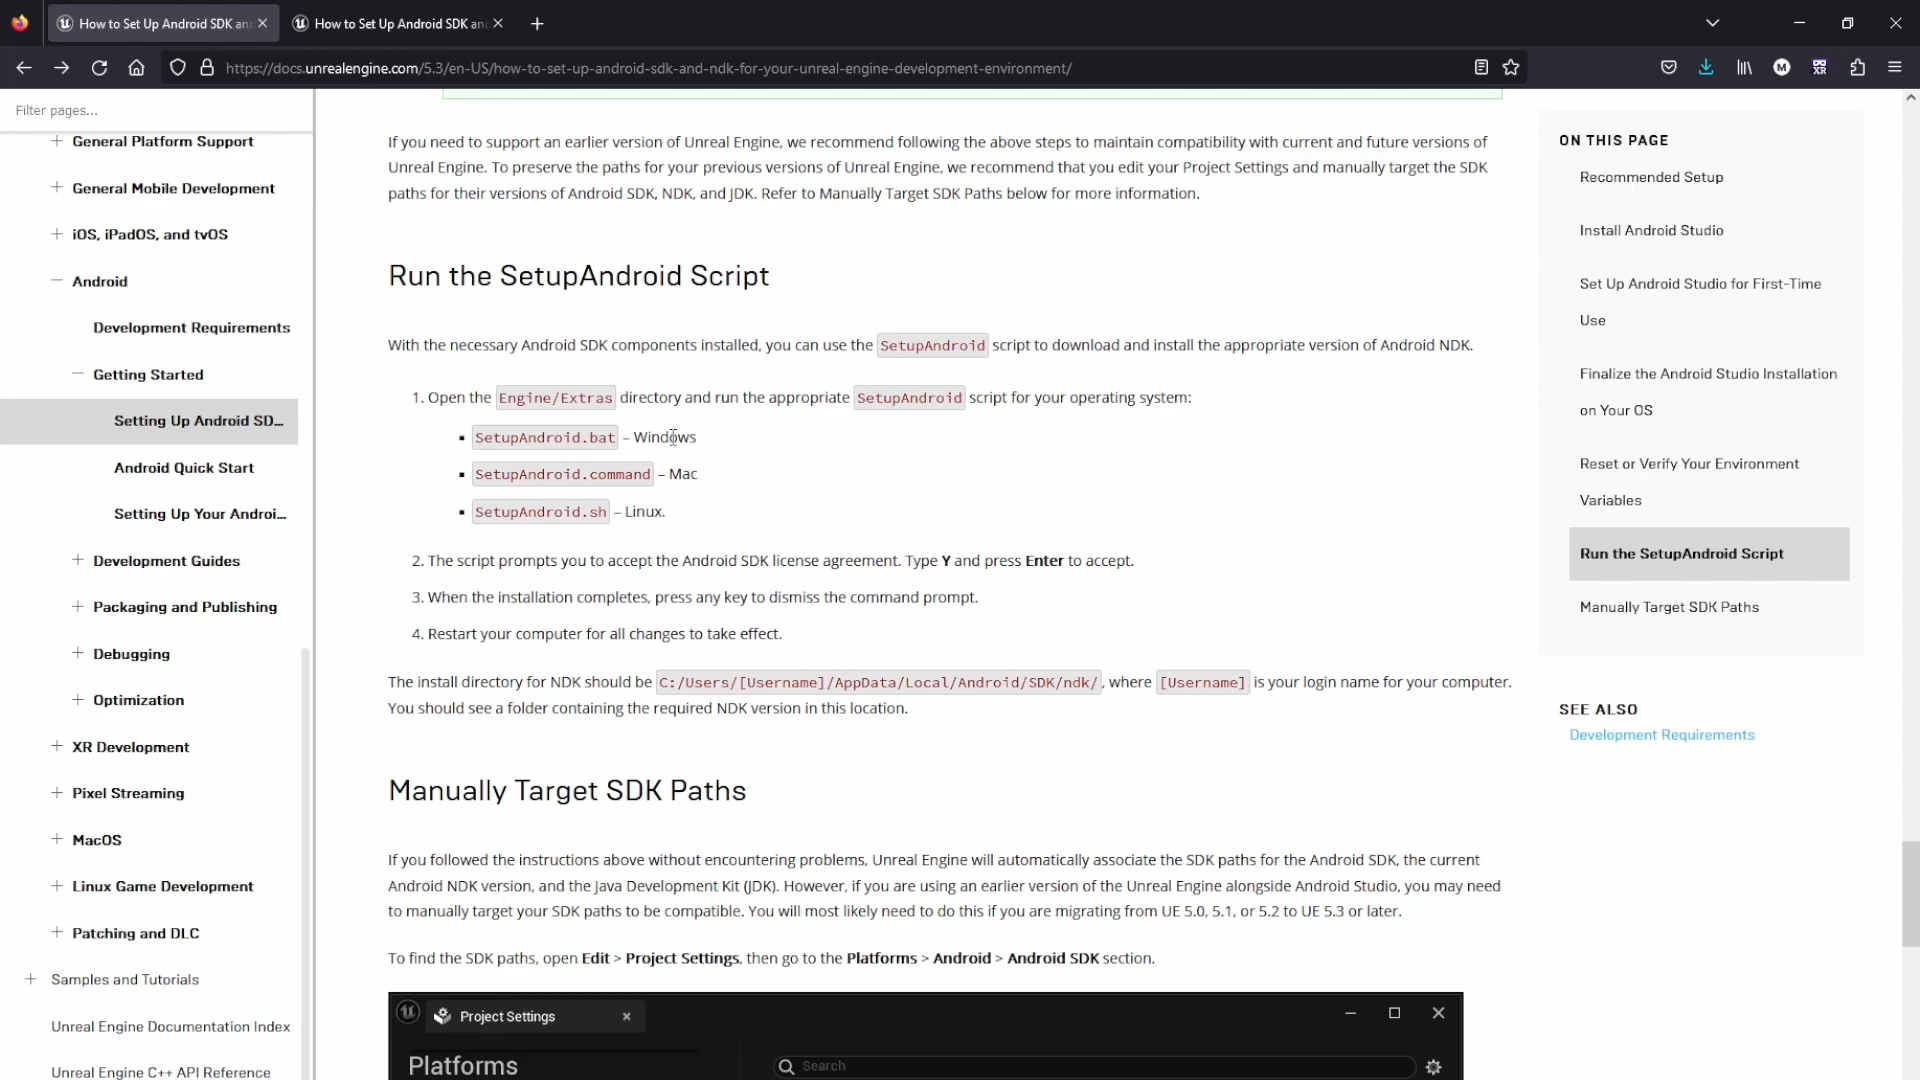 How to Set Up Android SDK an
How to Set Up Android SDK an
https://docs.unrealengine.com/5.3/en-US/how-to-set-up-android-sdk-and-ndk-for-your-unreal-engine-development-environment/
M
XR
Filter pages...
General Platform Support
General Mobile Development
iOS, iPadOS, and tvOS
Android
Development Requirements
Getting Started
Setting Up Android SD...
Android Quick Start
Setting Up Your Androi...
Development Guides
Packaging and Publishing
Debugging
Optimization
XR Development
Pixel Streaming
MacOS
Linux Game Development
Patching and DLC
Samples and Tutorials
Unreal Engine Documentation Index
Unreal Engine C++ API Reference
If you need to support an earlier version of Unreal Engine, we recommend following the above steps to maintain compatibility with current and future versions of
Unreal Engine. To preserve the paths for your previous versions of Unreal Engine, we recommend that you edit your Project Settings and manually target the SDK
paths for their versions of Android SDK, NDK, and JDK. Refer to Manually Target SDK Paths below for more information.
Run the SetupAndroid Script
With the necessary Android SDK components installed, you can use the SetupAndroid script to download and install the appropriate version of Android NDK.
1. Open the Engine/Extras directory and run the appropriate SetupAndroid script for your operating system:
▪ SetupAndroid.bat – Windows
▪ SetupAndroid.command – Mac
▪ SetupAndroid.sh – Linux.
2. The script prompts you to accept the Android SDK license agreement. Type Y and press Enter to accept.
3. When the installation completes, press any key to dismiss the command prompt.
4. Restart your computer for all changes to take effect.
The install directory for NDK should be C:/Users/[Username]/AppData/Local/Android/SDK/ndk/, where [Username] is your login name for your computer.
You should see a folder containing the required NDK version in this location.
Manually Target SDK Paths
If you followed the instructions above without encountering problems, Unreal Engine will automatically associate the SDK paths for the Android SDK, the current
Android NDK version, and the Java Development Kit (JDK). However, if you are using an earlier version of the Unreal Engine alongside Android Studio, you may need
to manually target your SDK paths to be compatible. You will most likely need to do this if you are migrating from UE 5.0, 5.1, or 5.2 to UE 5.3 or later.
To find the SDK paths, open Edit > Project Settings, then go to the Platforms > Android > Android SDK section.
Project Settings
Platforms
Search
ON THIS PAGE
Recommended Setup
Install Android Studio
Set Up Android Studio for First-Time
Use
Finalize the Android Studio Installation
on Your OS
Reset or Verify Your Environment
Variables
Run the SetupAndroid Script
Manually Target SDK Paths
SEE ALSO
Development Requirements